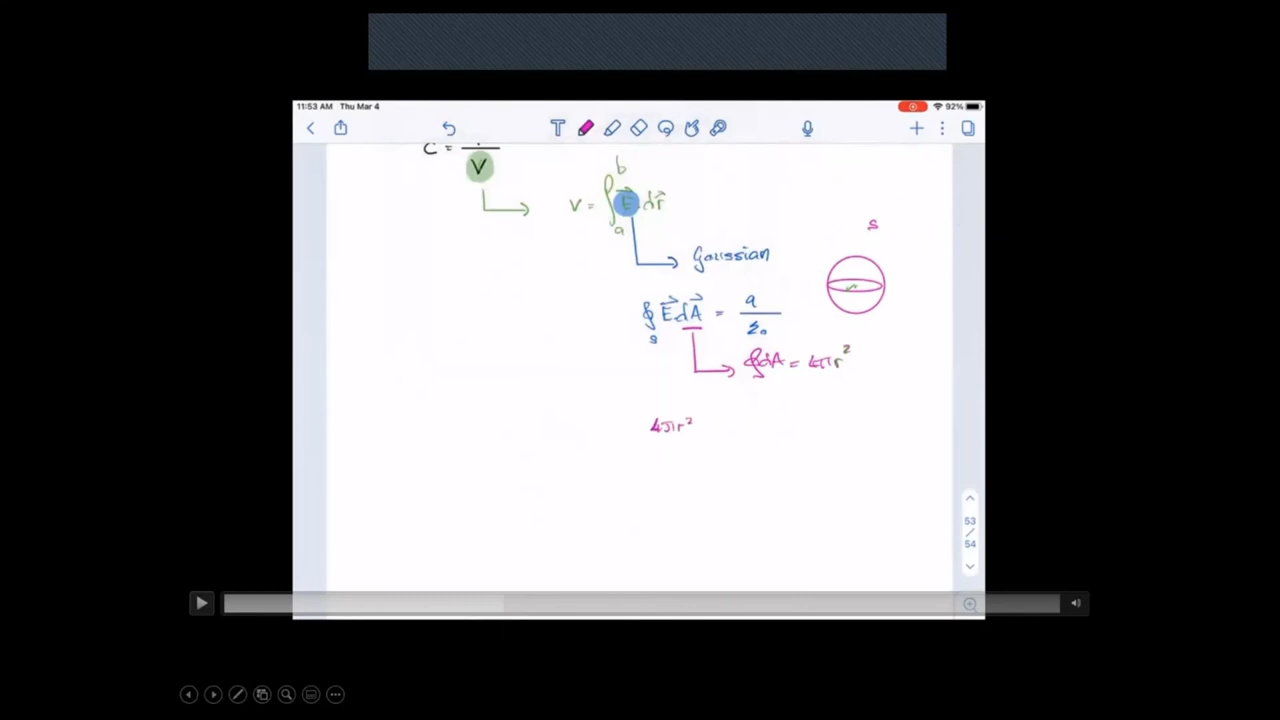 11:53 AM Thu Mar 4
92%
C = 
V
b
V = ∮ E⃗ dr⃗
a
Gaussian
S
∮ E⃗ dA⃗ = q / ε₀
s
∮dA = 4πr²
4πr²
53
/
54